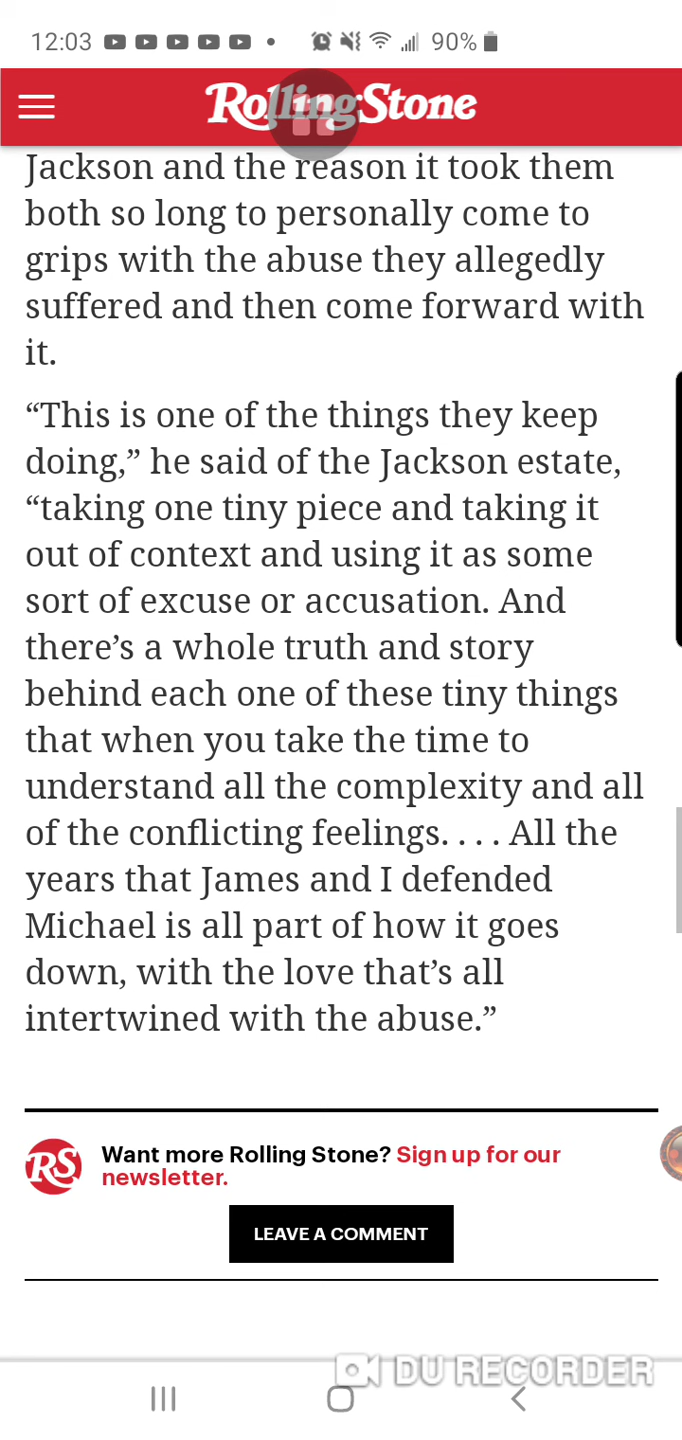 12:03
90%
RollingStone
Jackson and the reason it took them
both so long to personally come to
grips with the abuse they allegedly
suffered and then come forward with
it.
“This is one of the things they keep
doing,” he said of the Jackson estate,
“taking one tiny piece and taking it
out of context and using it as some
sort of excuse or accusation. And
there’s a whole truth and story
behind each one of these tiny things
that when you take the time to
understand all the complexity and all
of the conflicting feelings. . . . All the
years that James and I defended
Michael is all part of how it goes
down, with the love that’s all
intertwined with the abuse.”
RS
Want more Rolling Stone? Sign up for our
newsletter.
LEAVE A COMMENT
DU RECORDER